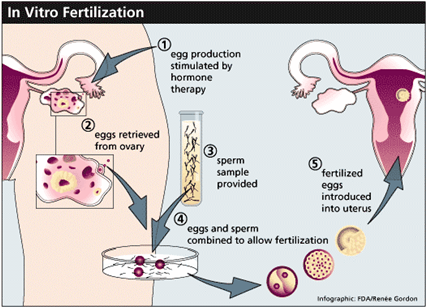 In Vitro Fertilization
1
egg production
stimulated by
hormone
therapy
2
eggs retrieved
from ovary
3
sperm
sample
provided
4
eggs and sperm
combined to allow fertilization
5
fertilized
eggs
introduced
into uterus
Infographic: FDA/Renée Gordon